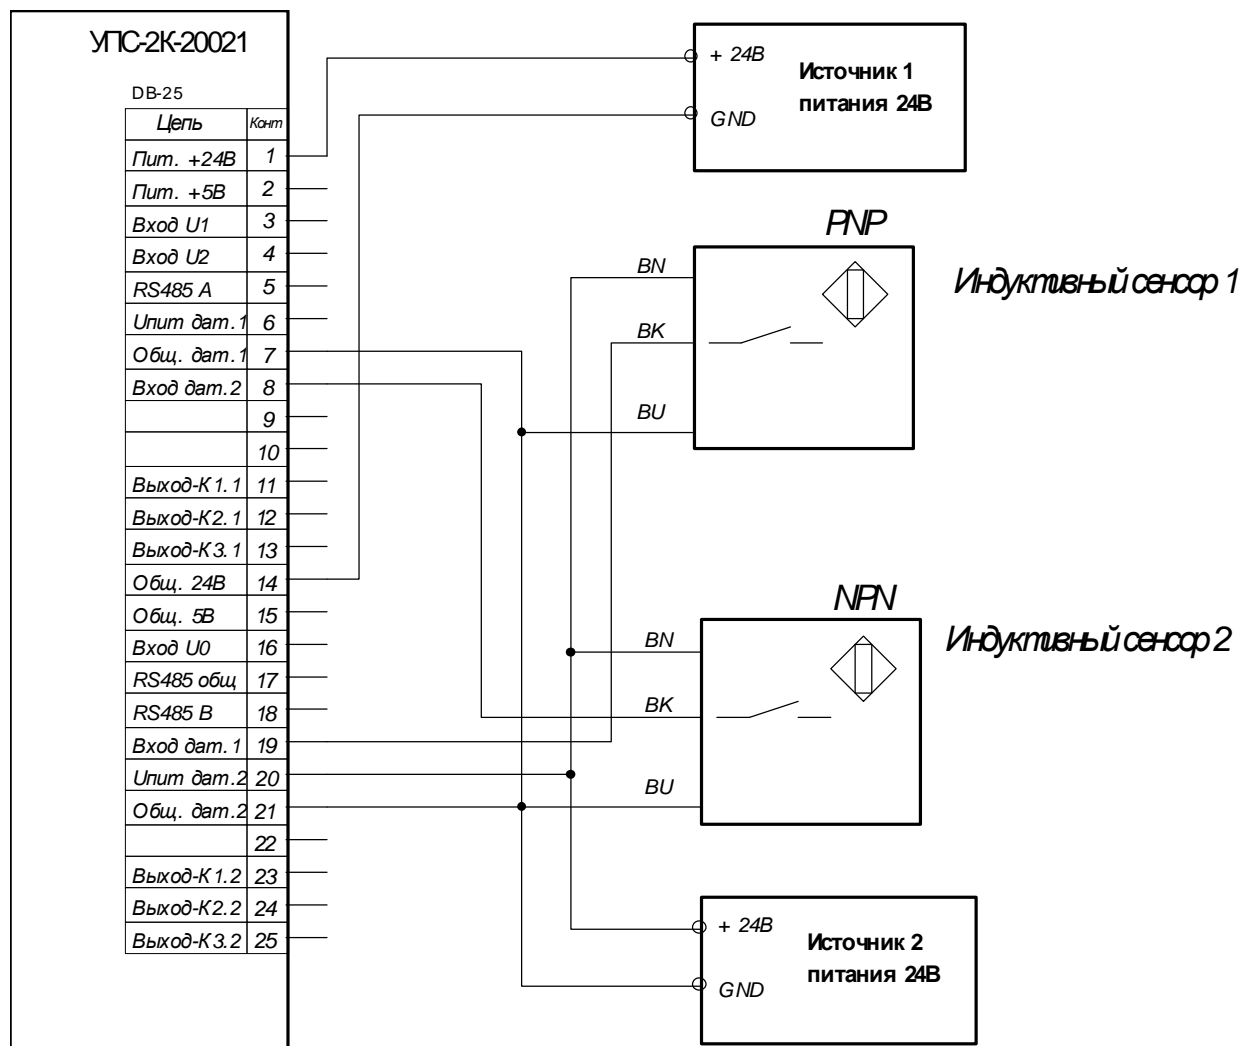 УПС-2К-20021
DB-25
Цепь Конт
Пит. +24В 1
Пит. +5В 2
Вход U1 3
Вход U2 4
RS485 A 5
Uпит дат.1 6
Общ. дат.1 7
Вход дат.2 8
9
10
Выход-К1.1 11
Выход-К2.1 12
Выход-К3.1 13
Общ. 24В 14
Общ. 5В 15
Вход U0 16
RS485 общ 17
RS485 B 18
Вход дат.1 19
Uпит дат.2 20
Общ. дат.2 21
22
Выход-К1.2 23
Выход-К2.2 24
Выход-К3.2 25
+ 24В
GND
Источник 1
питания 24В
PNP
BN
BK
BU
Индуктивный сенсор 1
NPN
BN
BK
BU
Индуктивный сенсор 2
+ 24В
GND
Источник 2
питания 24В